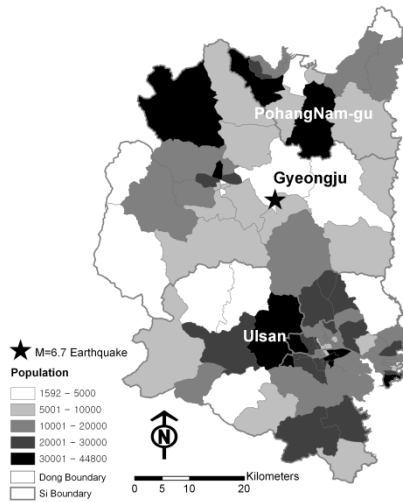 PohangNam-gu
Gyeongju
Ulsan
M=6.7 Earthquake
Population
1592 - 5000
5001 - 10000
10001 - 20000
20001 - 30000
30001 - 44800
Dong Boundary
Si Boundary
N
Kilometers
0 5 10 20